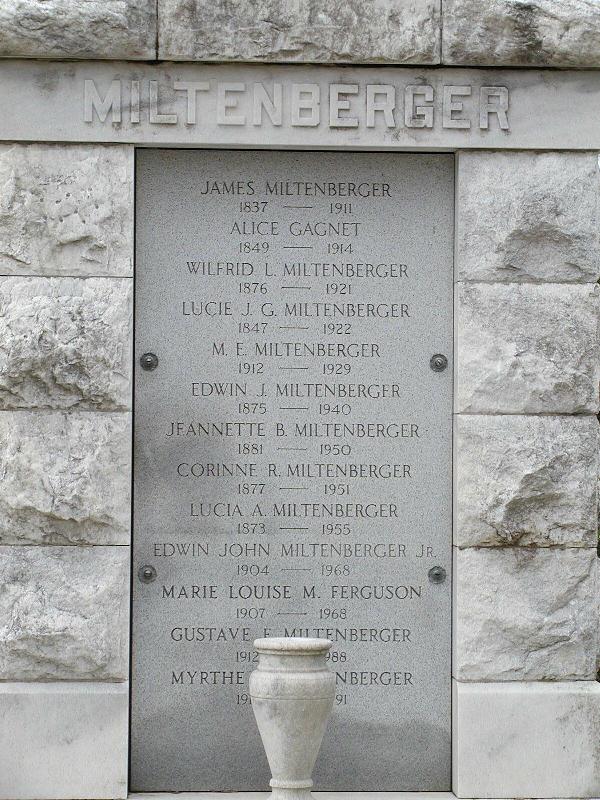 MILTENBERGER
JAMES MILTENBERGER
1837 — 1911
ALICE GAGNET
1849 — 1914
WILFRID L. MILTENBERGER
1876 — 1921
LUCIE J. G. MILTENBERGER
1847 — 1922
M. E. MILTENBERGER
1912 — 1929
EDWIN J. MILTENBERGER
1875 — 1940
JEANNETTE B. MILTENBERGER
1881 — 1950
CORINNE R. MILTENBERGER
1877 — 1951
LUCIA A. MILTENBERGER
1873 — 1955
EDWIN JOHN MILTENBERGER JR.
1904 — 1968
MARIE LOUISE M. FERGUSON
1907 — 1968
GUSTAVE MILTENBERGER
MYRTHE